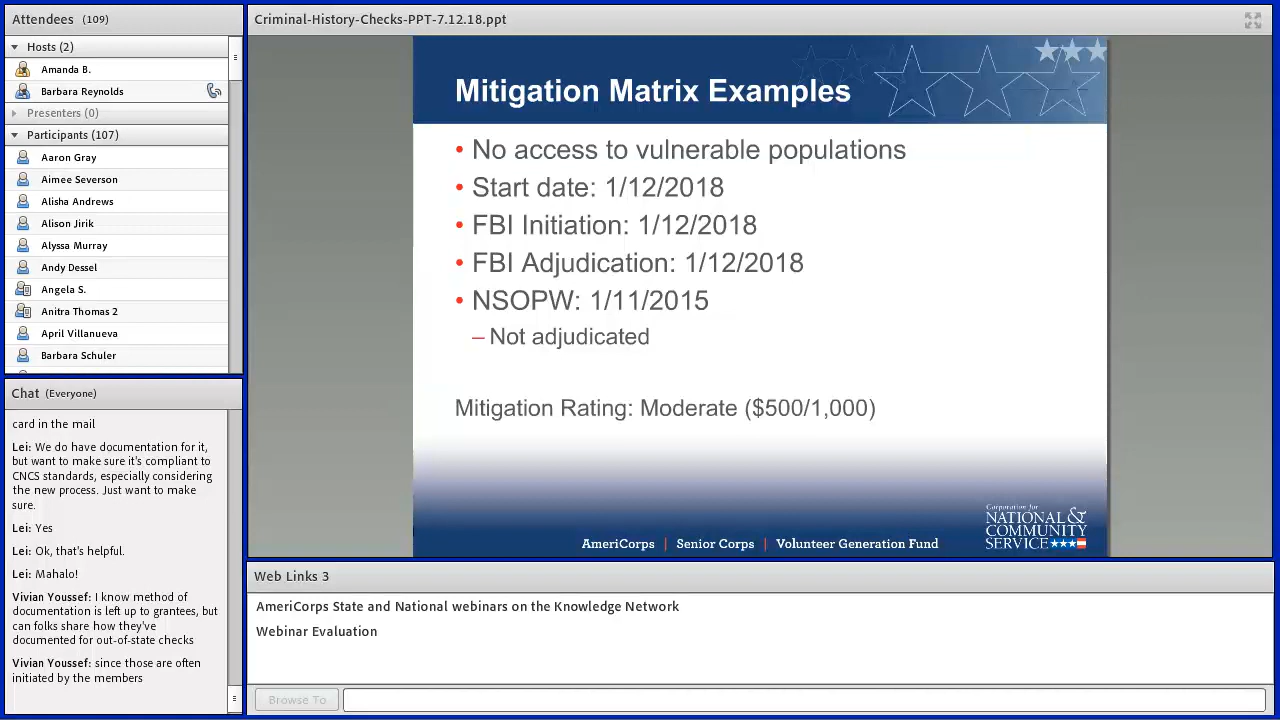 Attendees (109)
Hosts (2)
Amanda B.
Barbara Reynolds
Presenters (0)
Participants (107)
Aaron Gray
Aimee Severson
Alisha Andrews
Alison Jirik
Alyssa Murray
Andy Dessel
Angela S.
Anitra Thomas 2
April Villanueva
Barbara Schuler
Chat (Everyone)
card in the mail
Lei: We do have documentation for it,
but want to make sure it's compliant to
CNCS standards, especially considering
the new process. Just want to make
sure.
Lei: Yes
Lei: Ok, that's helpful.
Lei: Mahalo!
Vivian Youssef: I know method of
documentation is left up to grantees, but
can folks share how they've
documented for out-of-state checks
Vivian Youssef: since those are often
initiated by the members
Criminal-History-Checks-PPT-7.12.18.ppt
Mitigation Matrix Examples
• No access to vulnerable populations
• Start date: 1/12/2018
• FBI Initiation: 1/12/2018
• FBI Adjudication: 1/12/2018
• NSOPW: 1/11/2015
– Not adjudicated
Mitigation Rating: Moderate ($500/1,000)
AmeriCorps | Senior Corps | Volunteer Generation Fund
Corporation for
NATIONAL &
COMMUNITY
SERVICE
Web Links 3
AmeriCorps State and National webinars on the Knowledge Network
Webinar Evaluation
Browse To